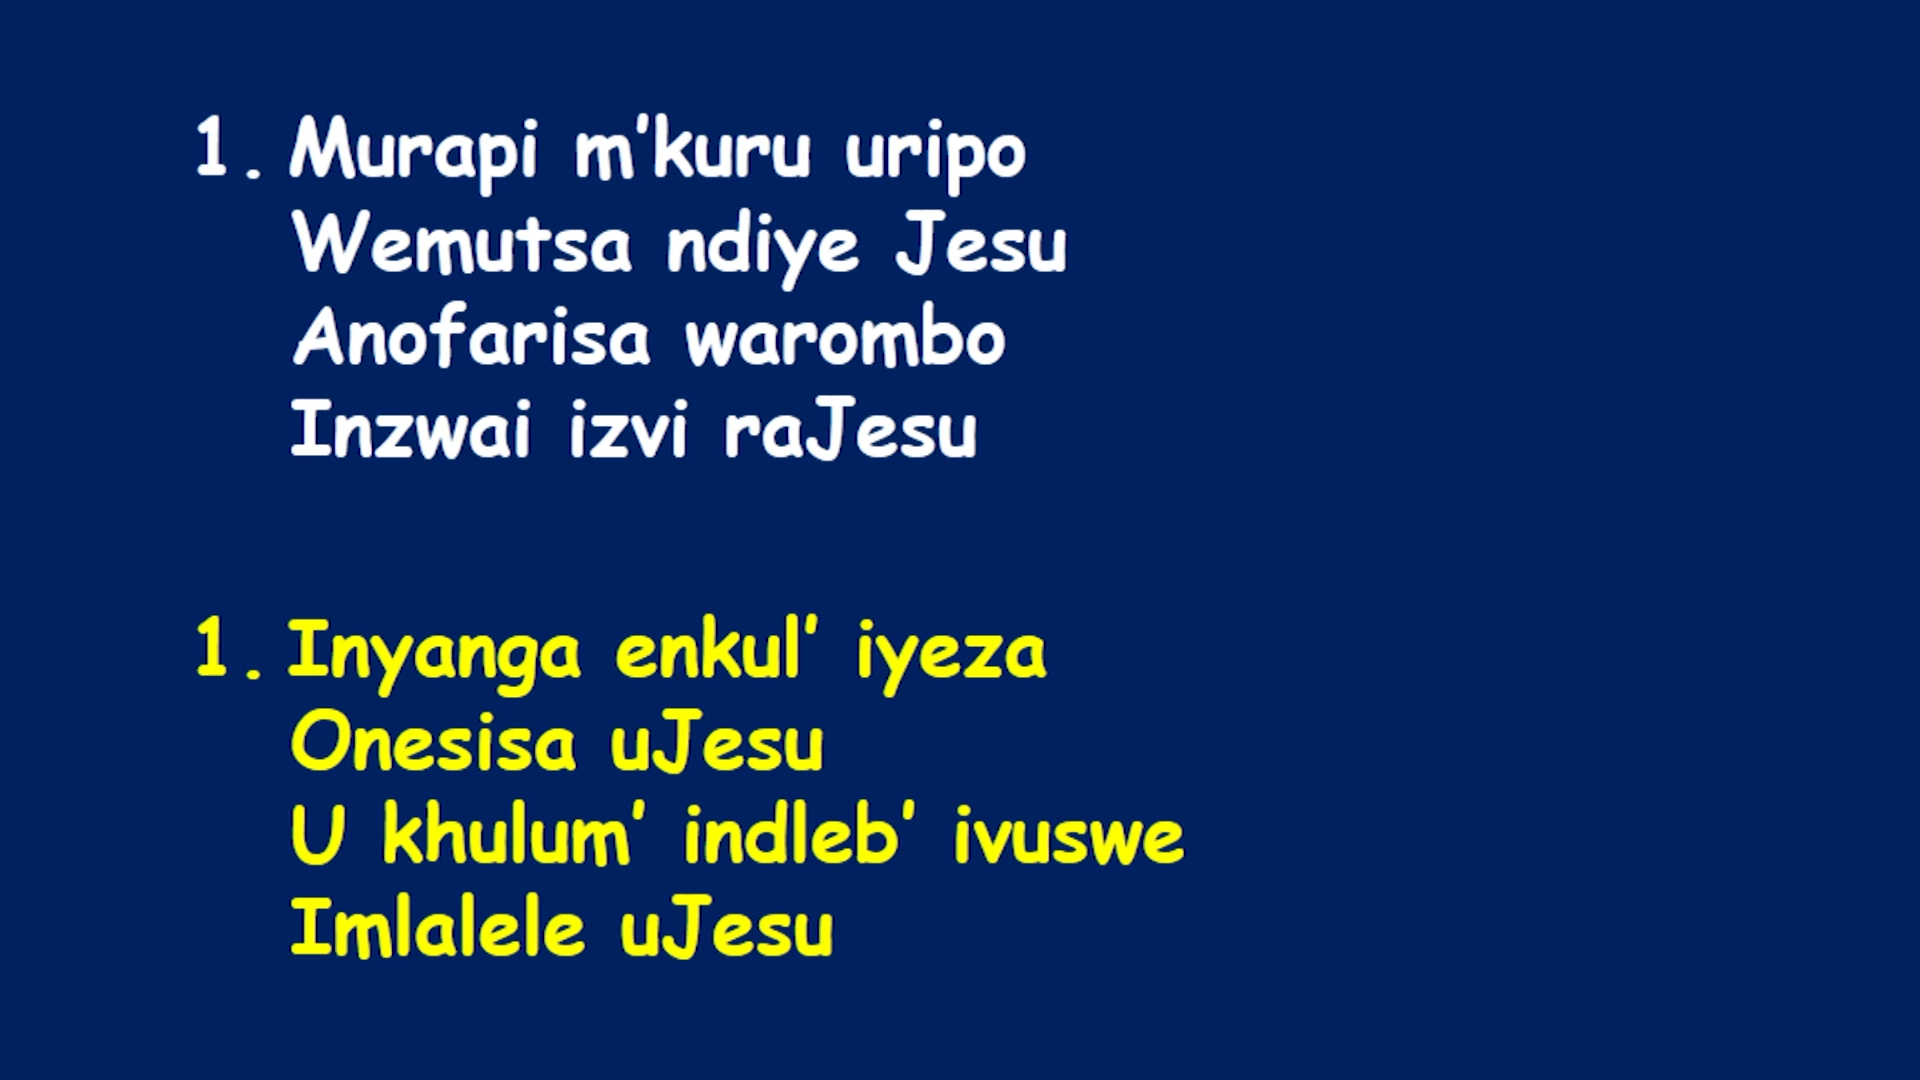 1. Murapi m’kuru uripo
Wemutsa ndiye Jesu
Anofarisa warombo
Inzwai izvi raJesu
1. Inyanga enkul’ iyeza
Onesisa uJesu
U khulum’ indleb’ ivuswe
Imlalele uJesu